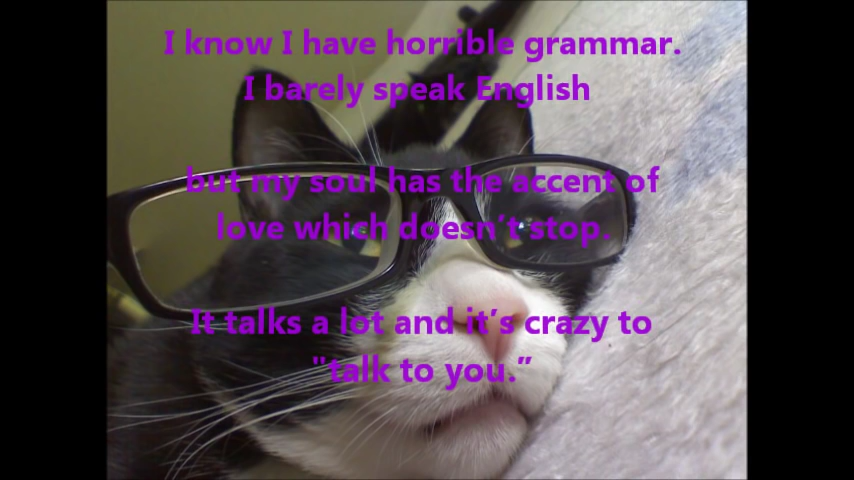 I know I have horrible grammar.
I barely speak English
but my soul has the accent of
love which doesn’t stop.
It talks a lot and it’s crazy to
"talk to you.”